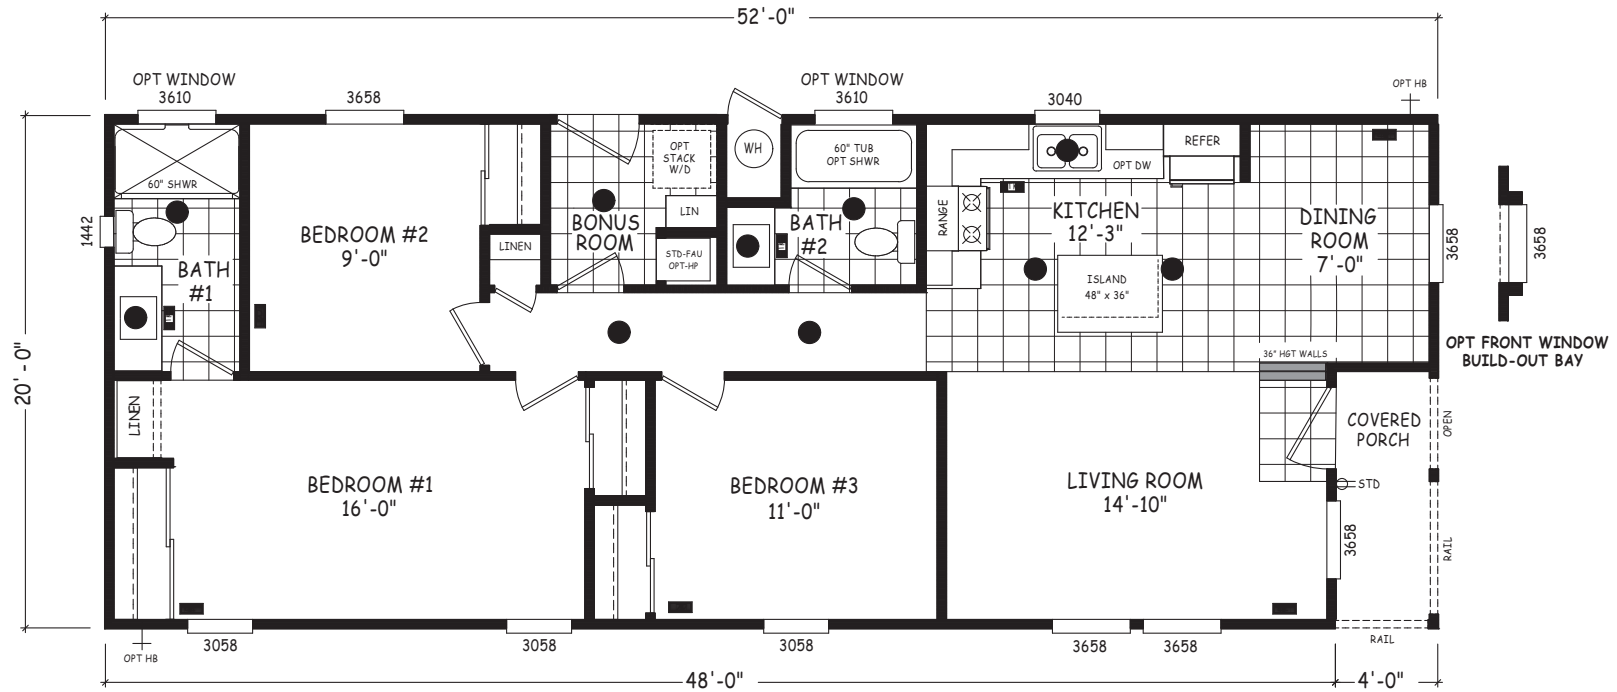 52'-0"
OPT WINDOW
3610
3658
OPT WINDOW
3610
3040
OPT HB
60" SHWR
OPT
STACK
W/D
WH
60" TUB
OPT SHWR
OPT DW
REFER
1442
BATH
#1
BEDROOM #2
9'-0"
LINEN
BONUS
ROOM
LIN
STD-FAU
OPT-HP
BATH
#2
RANGE
KITCHEN
12'-3"
ISLAND
48" x 36"
DINING
ROOM
7'-0"
3658
3658
OPT FRONT WINDOW
BUILD-OUT BAY
20'-0"
36" HGT WALLS
LINEN
BEDROOM #1
16'-0"
BEDROOM #3
11'-0"
LIVING ROOM
14'-10"
COVERED
PORCH
OPEN
STD
3658
RAIL
RAIL
OPT HB
3058
3058
3058
3658
3658
48'-0"
4'-0"